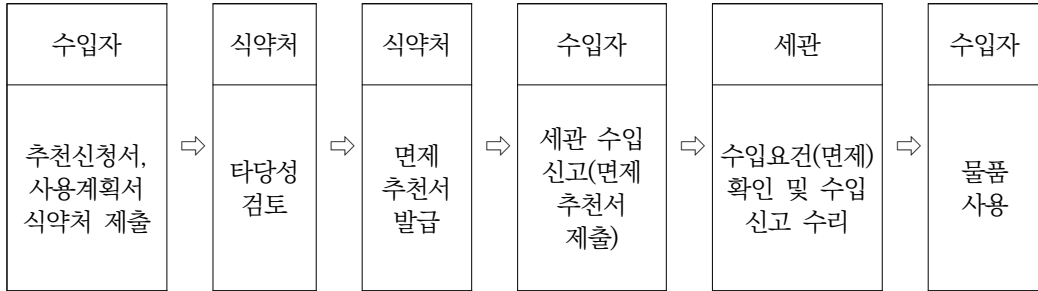 수입자
추천신청서,
사용계획서
식약처 제출
⇨
식약처
타당성
검토
⇨
식약처
면제
추천서
발급
⇨
수입자
세관 수입
신고(면제
추천서
제출)
⇨
세관
수입요건(면제)
확인 및 수입
신고 수리
⇨
수입자
물품
사용